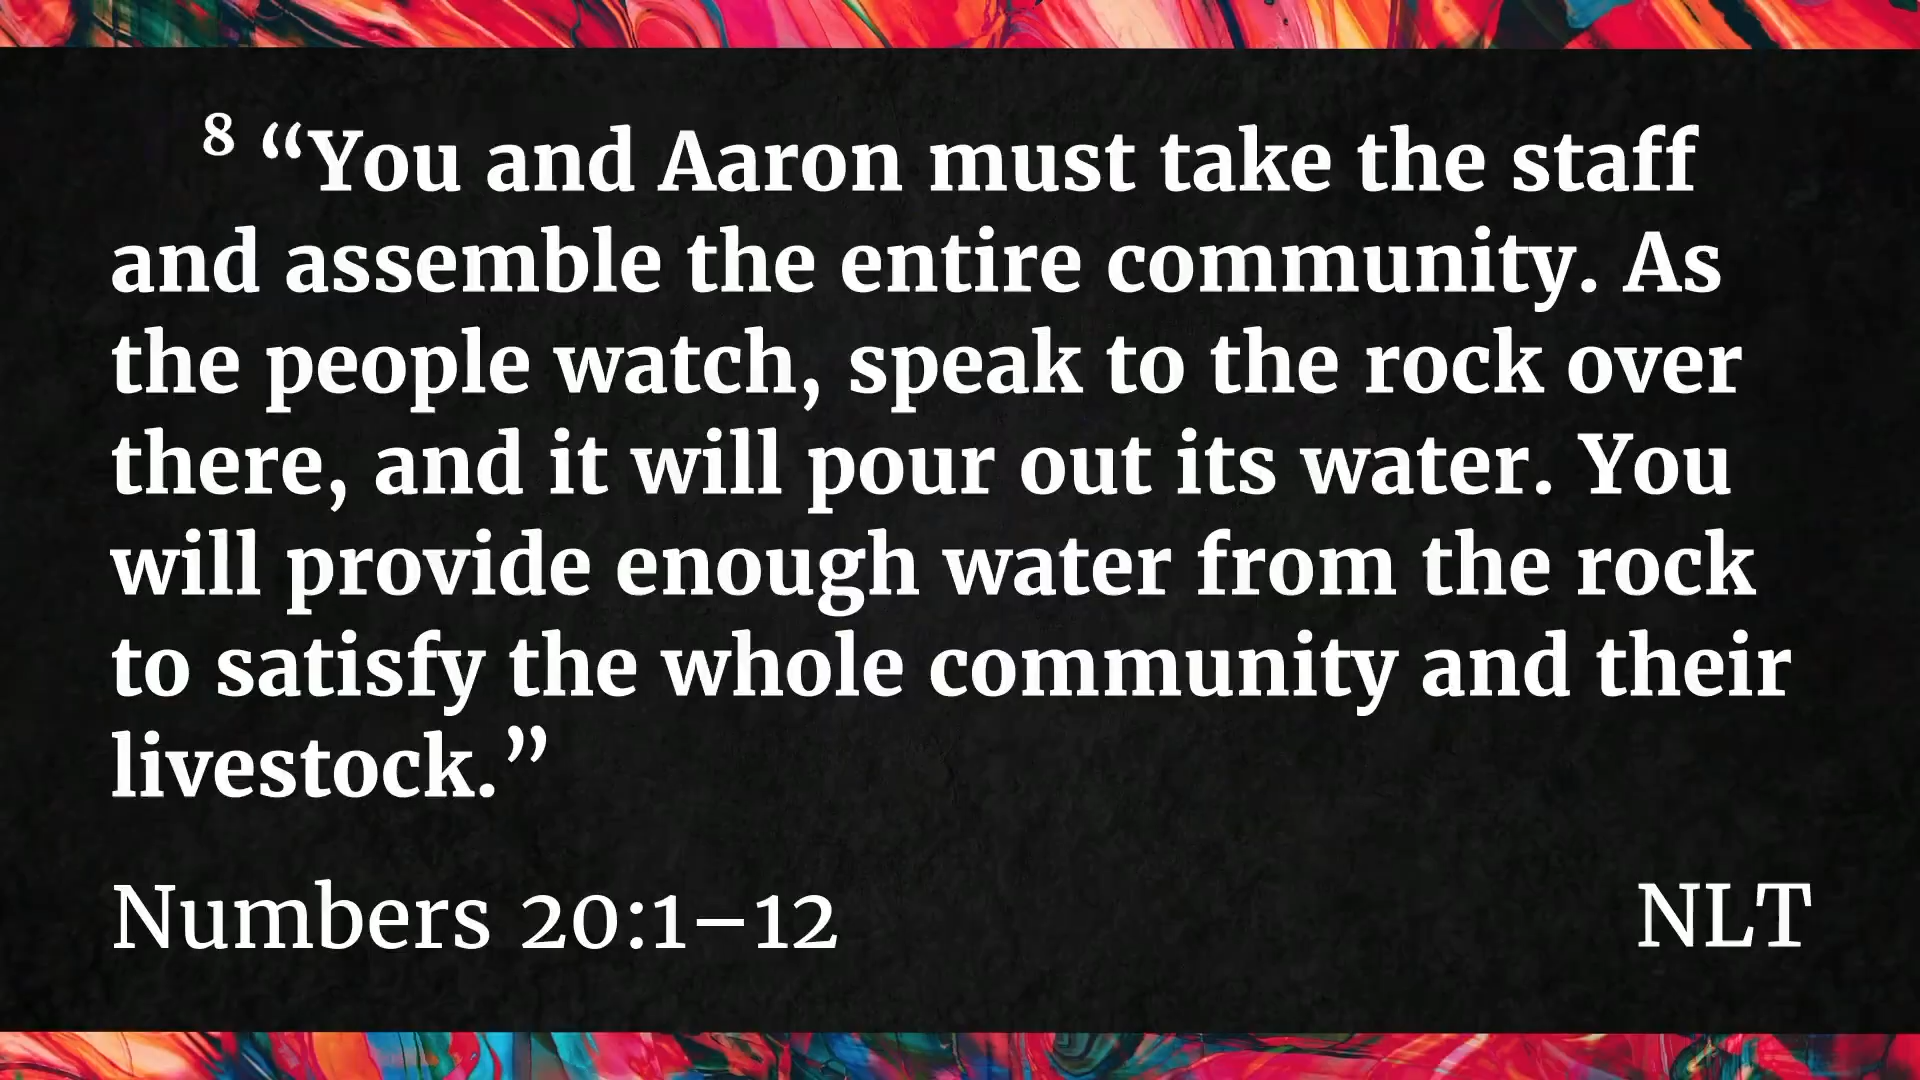 8 “You and Aaron must take the staff
and assemble the entire community. As
the people watch, speak to the rock over
there, and it will pour out its water. You
will provide enough water from the rock
to satisfy the whole community and their
livestock.”
Numbers 20:1–12 NLT